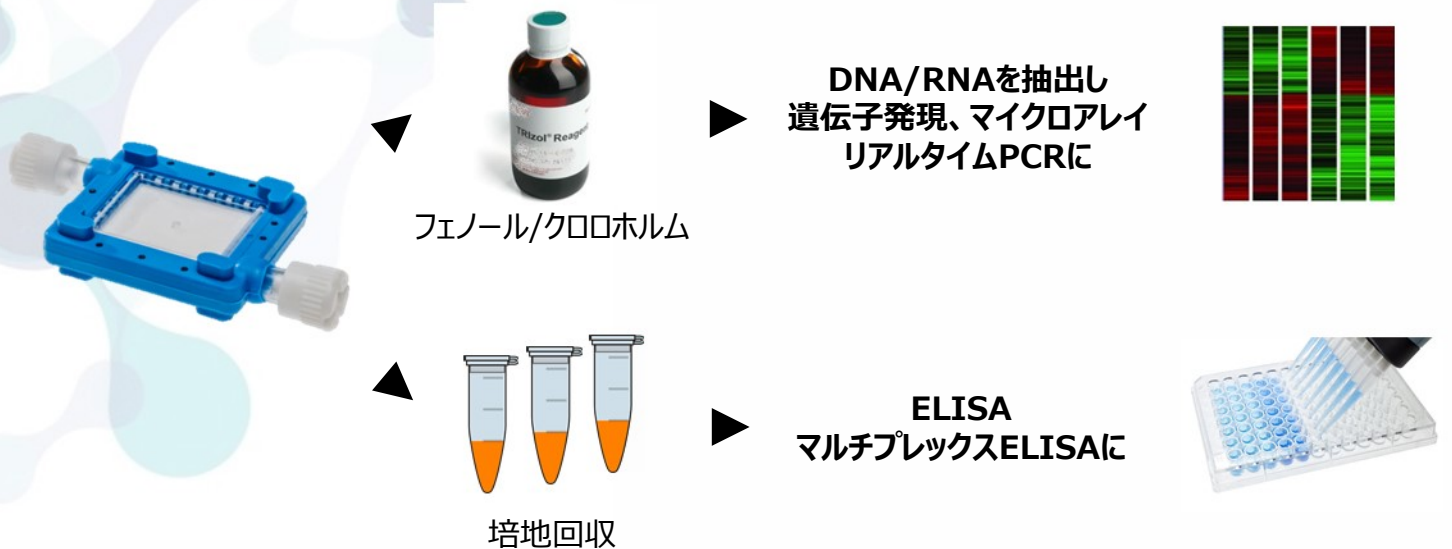 TRIzol® Reagent
フェノール/クロロホルム
DNA/RNAを抽出し
遺伝子発現、マイクロアレイ
リアルタイムPCRに
培地回収
ELISA
マルチプレックスELISAに